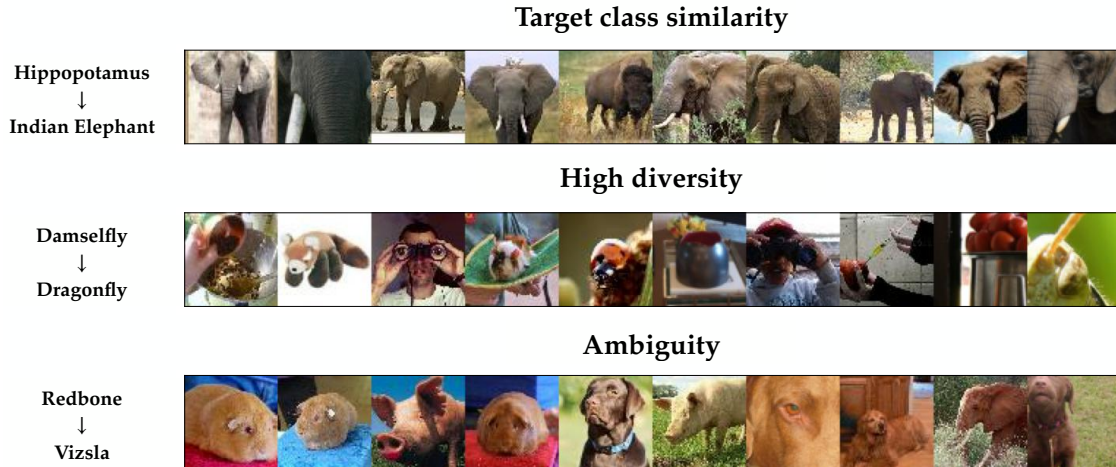 Target class similarity
Hippopotamus
↓
Indian Elephant
High diversity
Damselfly
↓
Dragonfly
Ambiguity
Redbone
↓
Vizsla